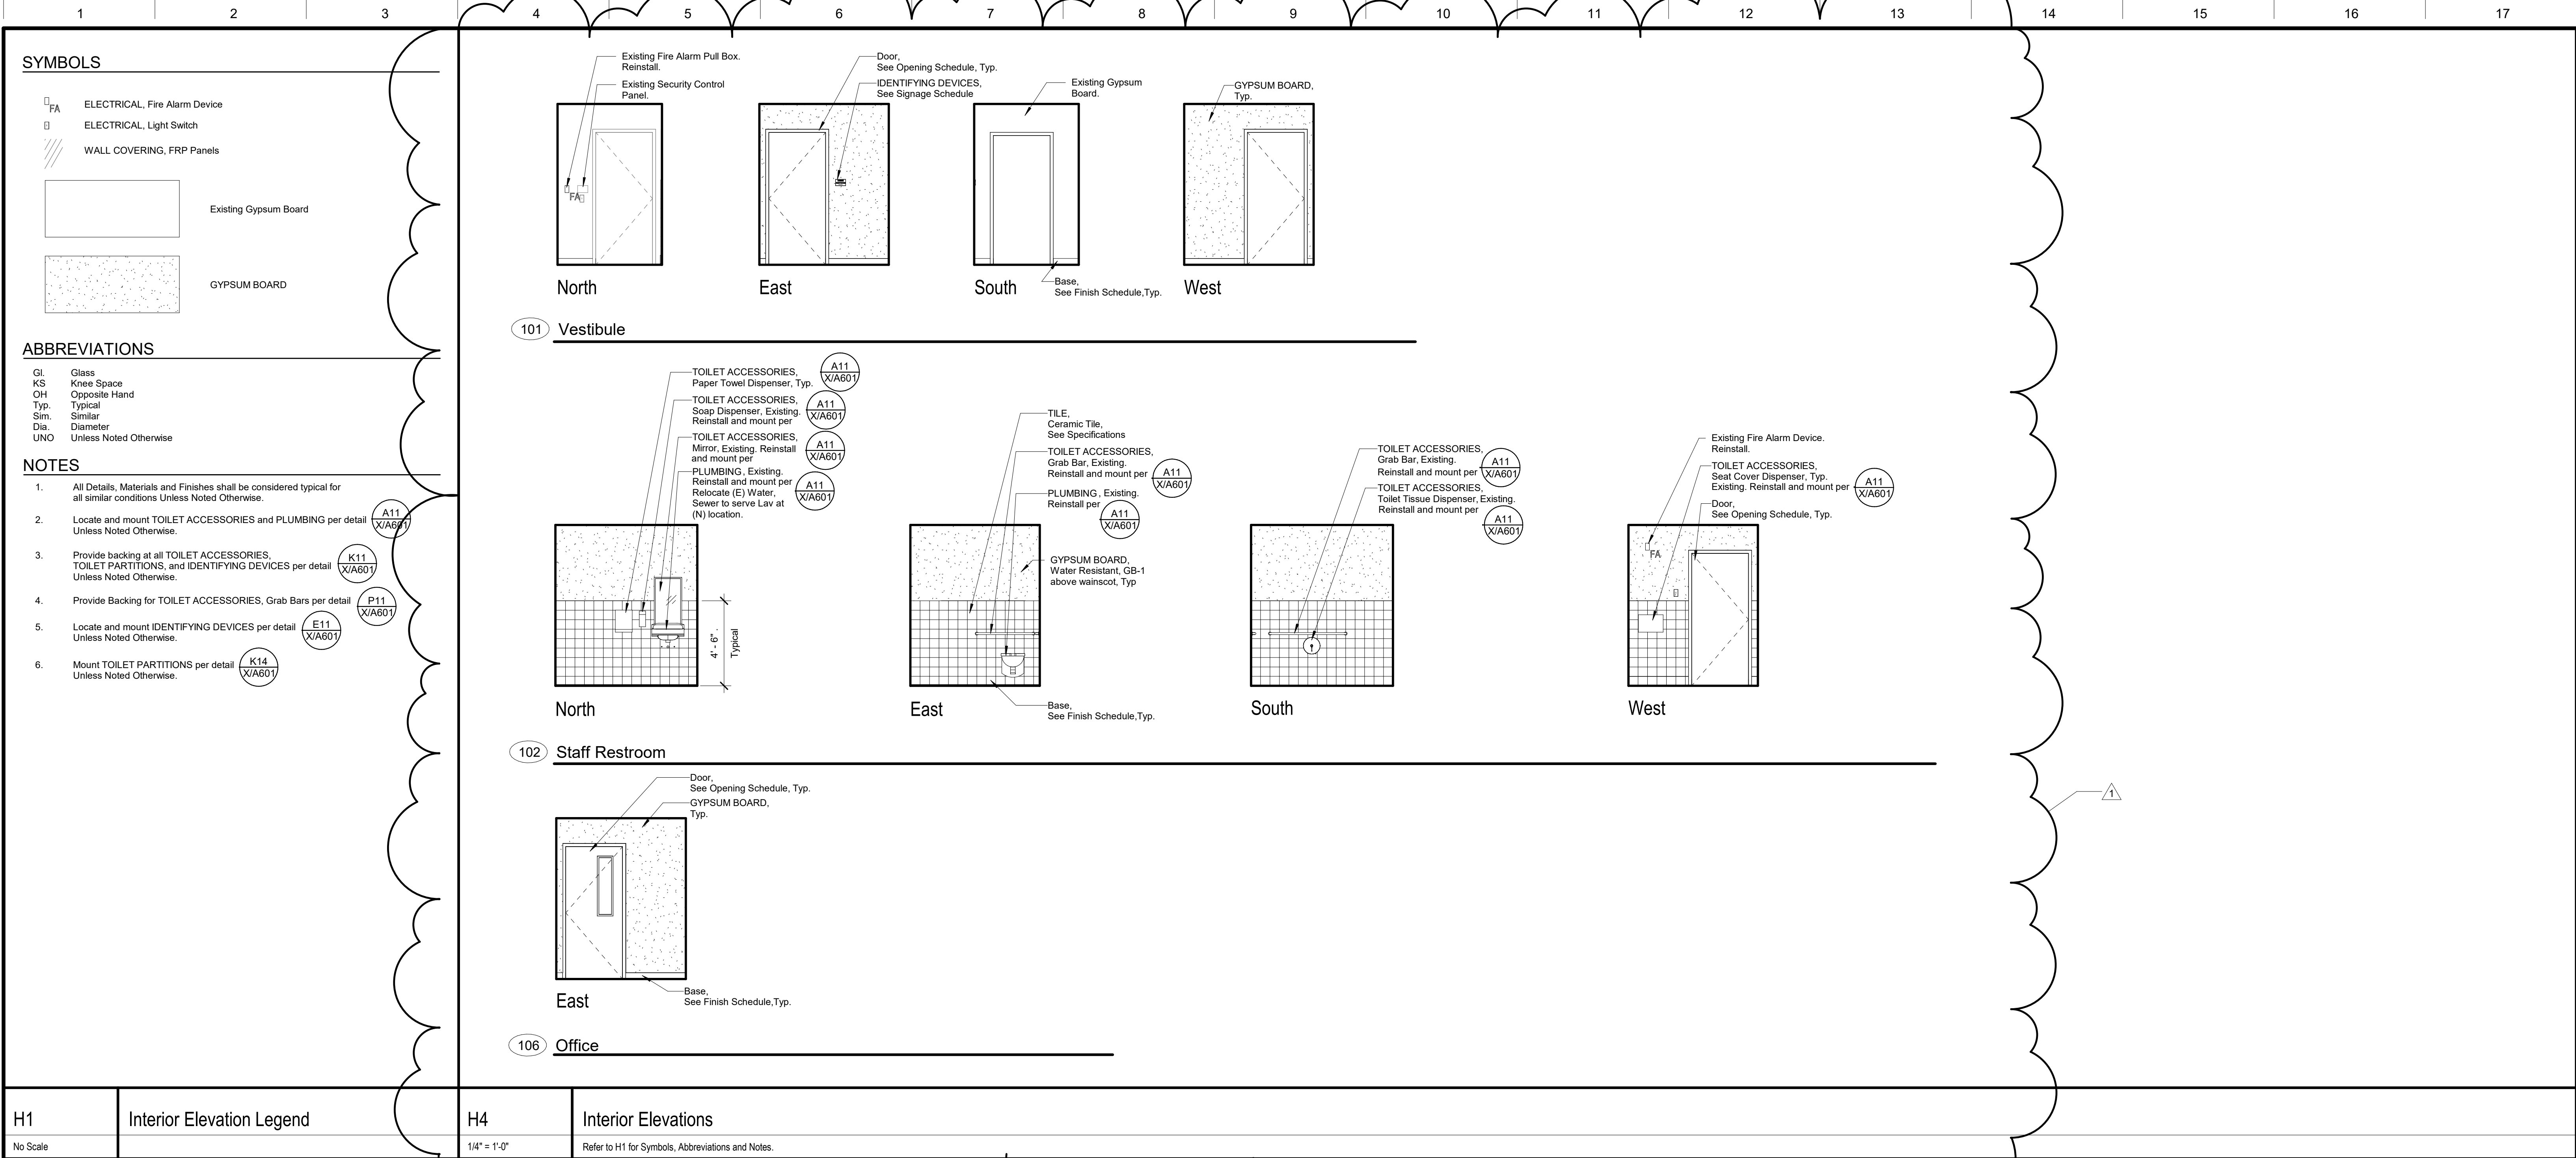 1 2 3 4 5 6 7 8 9 10 11 12 13 14 15 16 17
SYMBOLS
FA ELECTRICAL, Fire Alarm Device
ELECTRICAL, Light Switch
WALL COVERING, FRP Panels
Existing Gypsum Board
GYPSUM BOARD
ABBREVIATIONS
Gl. Glass
KS Knee Space
OH Opposite Hand
Typ. Typical
Sim. Similar
Dia. Diameter
UNO Unless Noted Otherwise
NOTES
1. All Details, Materials and Finishes shall be considered typical for
all similar conditions Unless Noted Otherwise.
2. Locate and mount TOILET ACCESSORIES and PLUMBING per detail
Unless Noted Otherwise.
A11
X/A601
3. Provide backing at all TOILET ACCESSORIES,
TOILET PARTITIONS, and IDENTIFYING DEVICES per detail
Unless Noted Otherwise.
K11
X/A601
4. Provide Backing for TOILET ACCESSORIES, Grab Bars per detail
P11
X/A601
5. Locate and mount IDENTIFYING DEVICES per detail
Unless Noted Otherwise.
E11
X/A601
6. Mount TOILET PARTITIONS per detail
Unless Noted Otherwise.
K14
X/A601
H1 Interior Elevation Legend
No Scale
Existing Fire Alarm Pull Box.
Reinstall.
Existing Security Control
Panel.
FA
North
Door,
See Opening Schedule, Typ.
IDENTIFYING DEVICES,
See Signage Schedule
East
Existing Gypsum
Board.
South
Base,
See Finish Schedule,Typ.
GYPSUM BOARD,
Typ.
West
101 Vestibule
TOILET ACCESSORIES,
Paper Towel Dispenser, Typ.
A11
X/A601
TOILET ACCESSORIES,
Soap Dispenser, Existing.
Reinstall and mount per
A11
X/A601
TOILET ACCESSORIES,
Mirror, Existing. Reinstall
and mount per
A11
X/A601
PLUMBING , Existing.
Reinstall and mount per
Relocate (E) Water,
Sewer to serve Lav at
(N) location.
A11
X/A601
4' - 6" .
Typical
North
TILE,
Ceramic Tile,
See Specifications
TOILET ACCESSORIES,
Grab Bar, Existing.
Reinstall and mount per
A11
X/A601
PLUMBING , Existing.
Reinstall per
A11
X/A601
GYPSUM BOARD,
Water Resistant, GB-1
above wainscot, Typ
East
Base,
See Finish Schedule,Typ.
TOILET ACCESSORIES,
Grab Bar, Existing.
Reinstall and mount per
A11
X/A601
TOILET ACCESSORIES,
Toilet Tissue Dispenser, Existing.
Reinstall and mount per
A11
X/A601
South
Existing Fire Alarm Device.
Reinstall.
TOILET ACCESSORIES,
Seat Cover Dispenser, Typ.
Existing. Reinstall and mount per
A11
X/A601
Door,
See Opening Schedule, Typ.
FA
West
102 Staff Restroom
Door,
See Opening Schedule, Typ.
GYPSUM BOARD,
Typ.
East
Base,
See Finish Schedule,Typ.
106 Office
1
H4 Interior Elevations
1/4" = 1'-0" Refer to H1 for Symbols, Abbreviations and Notes.